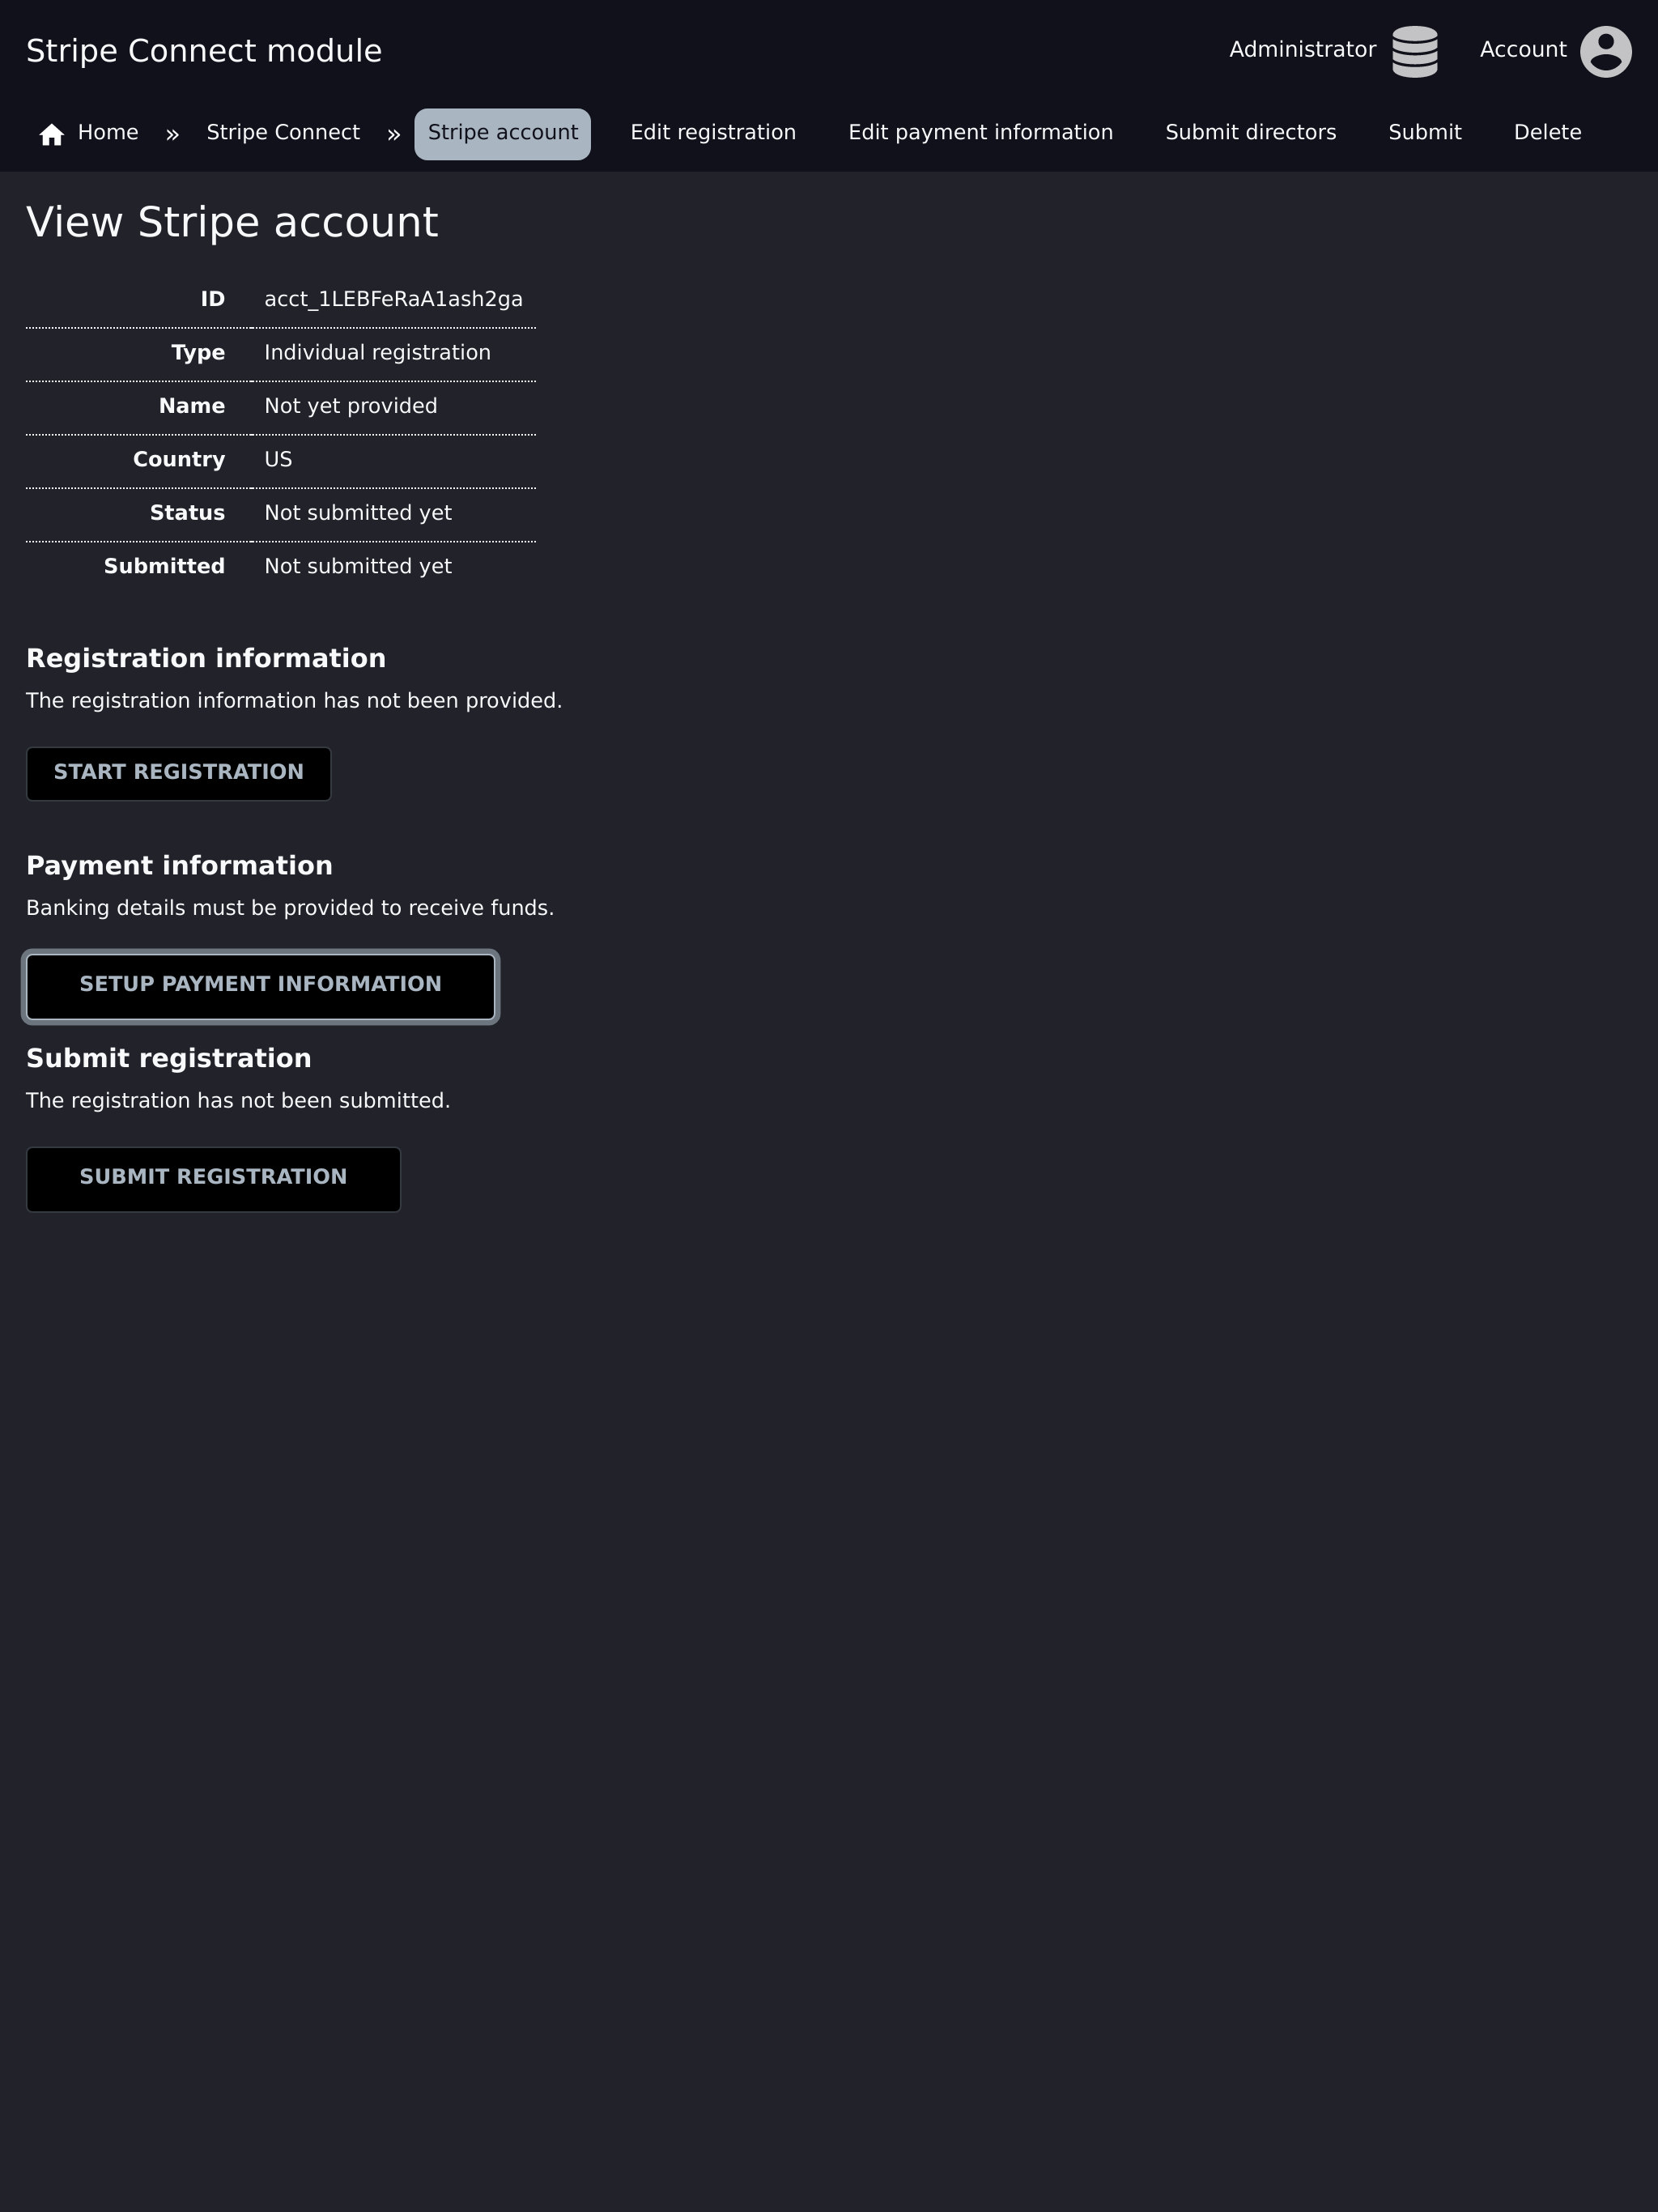 Stripe Connect module
Administrator
Account
Home » Stripe Connect » Stripe account Edit registration Edit payment information Submit directors Submit Delete
View Stripe account
ID acct_1LEBFeRaA1ash2ga
Type Individual registration
Name Not yet provided
Country US
Status Not submitted yet
Submitted Not submitted yet
Registration information
The registration information has not been provided.
START REGISTRATION
Payment information
Banking details must be provided to receive funds.
SETUP PAYMENT INFORMATION
Submit registration
The registration has not been submitted.
SUBMIT REGISTRATION